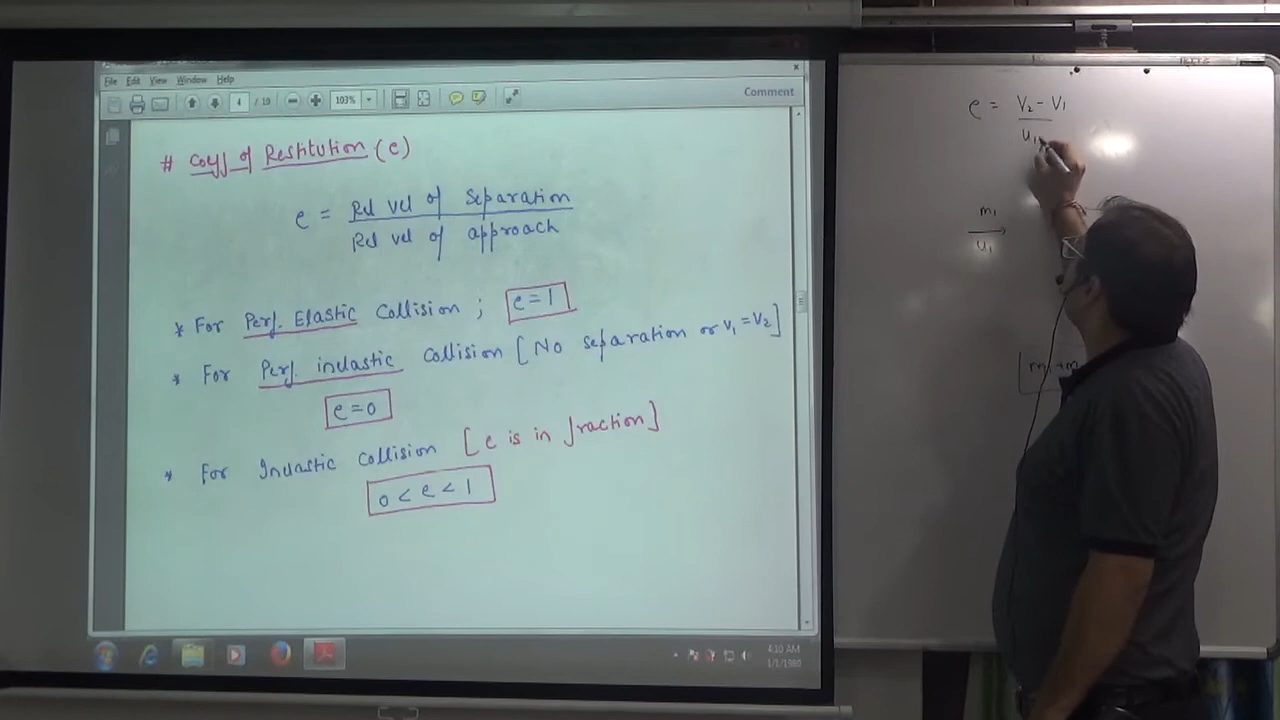 File Edit View Window Help
4 / 10 103% Comment
# Coeff of Restitution (e)
e = Rel vel of separation
Rel vel of approach
* For Perf. Elastic Collision ; e = 1
* For Perf. inelastic collision [ No separation or v₁ = v₂ ]
e = 0
* For Inelastic collision [ e is in fraction ]
0 < e < 1
4:10 AM
1/1/1980
e = V₂ - V₁
u₁
m₁
u₁
m₁ + m